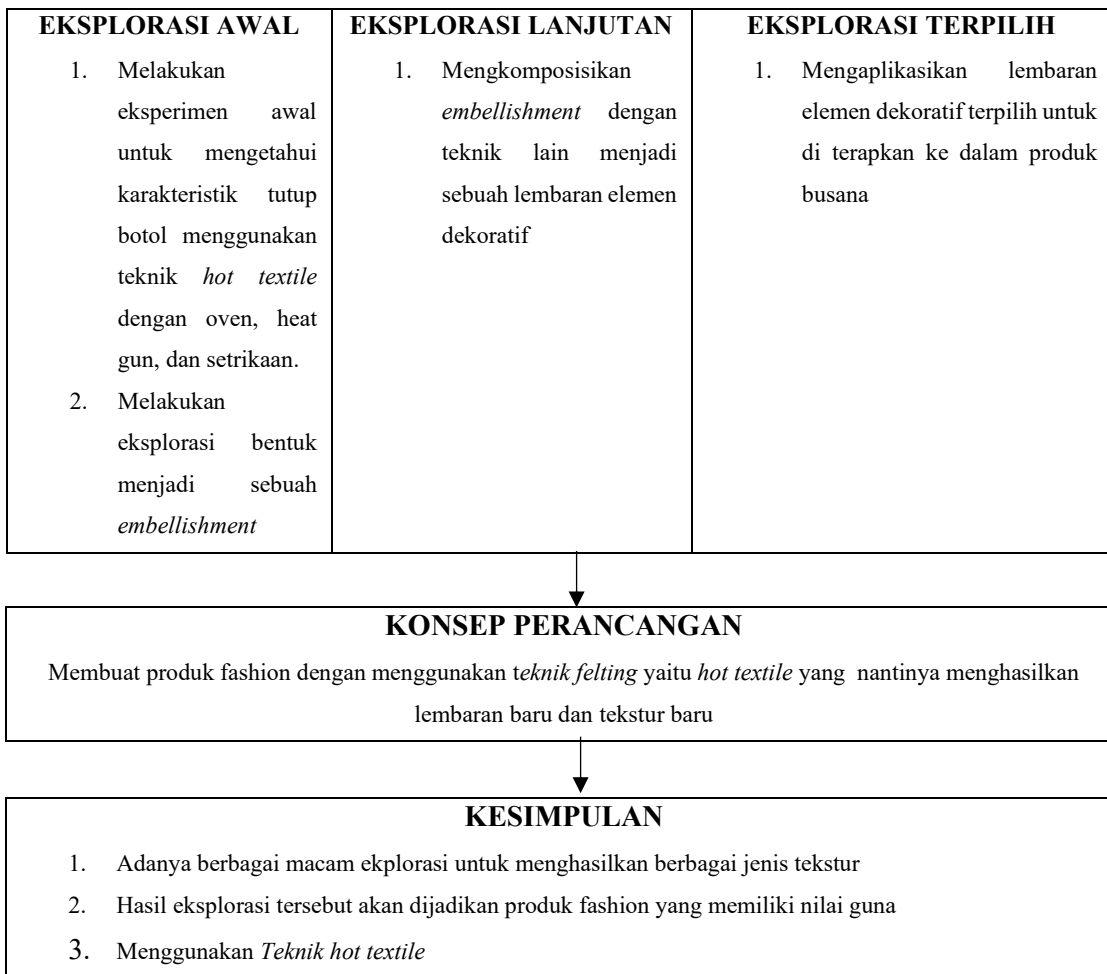 EKSPLORASI AWAL
1. Melakukan
eksperimen awal
untuk mengetahui
karakteristik tutup
botol menggunakan
teknik hot textile
dengan oven, heat
gun, dan setrikaan.
2. Melakukan
eksplorasi bentuk
menjadi sebuah
embellishment
EKSPLORASI LANJUTAN
1. Mengkomposisikan
embellishment dengan
teknik lain menjadi
sebuah lembaran elemen
dekoratif
EKSPLORASI TERPILIH
1. Mengaplikasikan lembaran
elemen dekoratif terpilih untuk
di terapkan ke dalam produk
busana
KONSEP PERANCANGAN
Membuat produk fashion dengan menggunakan teknik felting yaitu hot textile yang nantinya menghasilkan
lembaran baru dan tekstur baru
KESIMPULAN
1. Adanya berbagai macam ekplorasi untuk menghasilkan berbagai jenis tekstur
2. Hasil eksplorasi tersebut akan dijadikan produk fashion yang memiliki nilai guna
3. Menggunakan Teknik hot textile